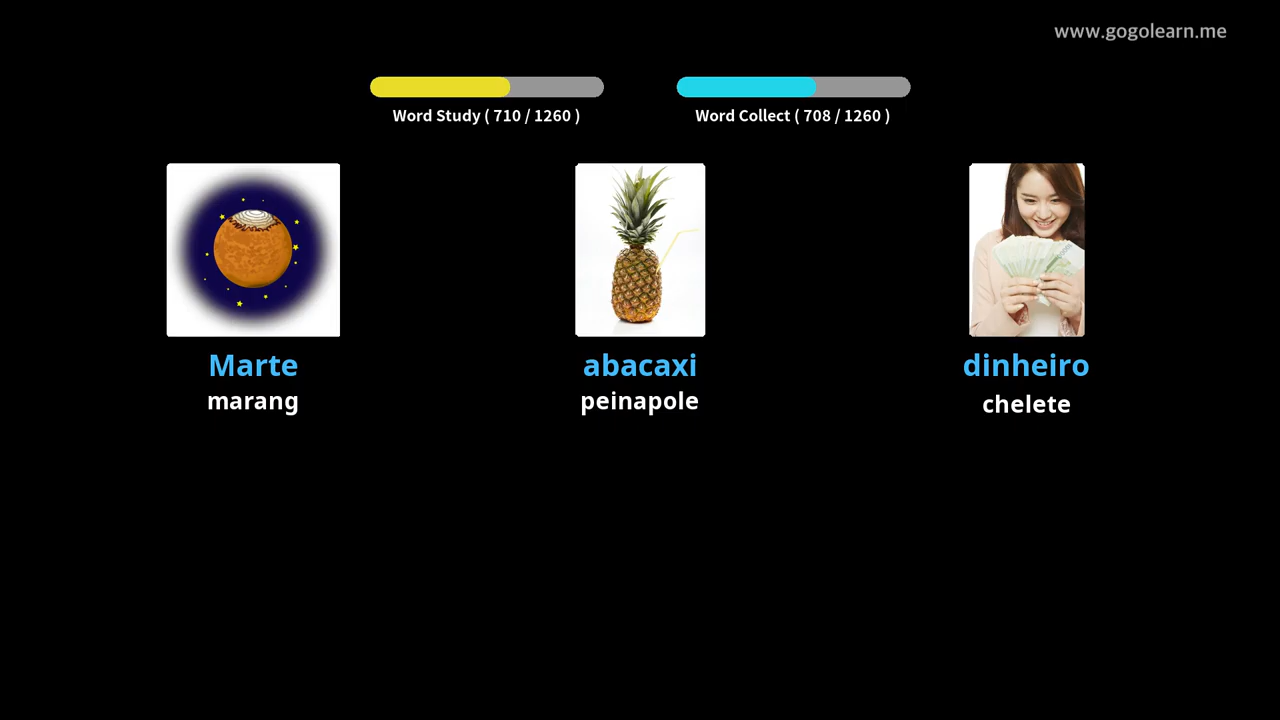 www.gogolearn.me
Word Study ( 710 / 1260 )
Word Collect ( 708 / 1260 )
Marte
marang
abacaxi
peinapole
dinheiro
chelete